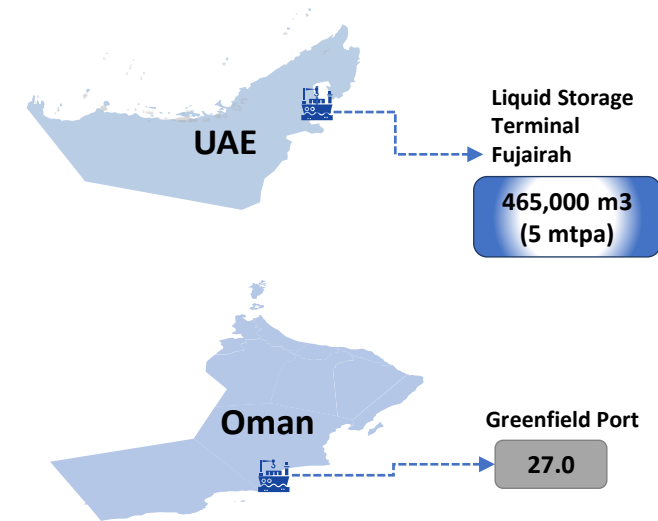 UAE
Liquid Storage
Terminal
Fujairah
465,000 m3
(5 mtpa)
Oman
Greenfield Port
27.0